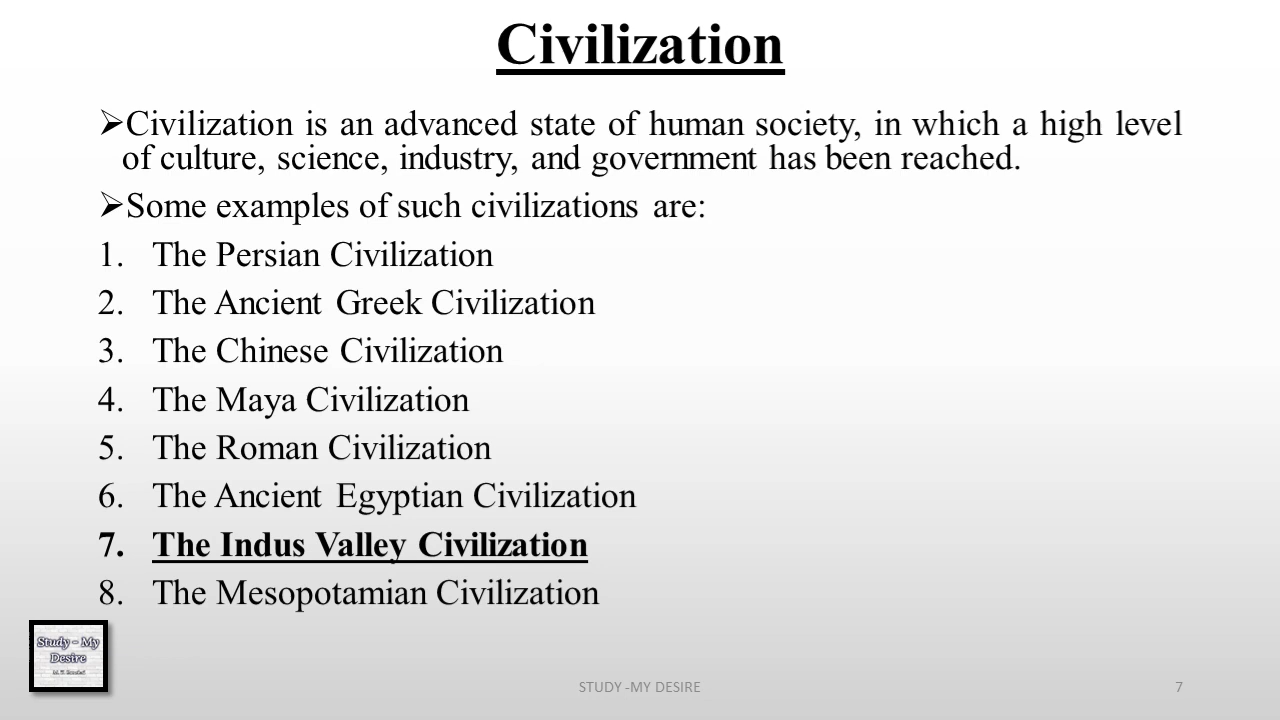 Civilization
➢Civilization is an advanced state of human society, in which a high level
of culture, science, industry, and government has been reached.
➢Some examples of such civilizations are:
1. The Persian Civilization
2. The Ancient Greek Civilization
3. The Chinese Civilization
4. The Maya Civilization
5. The Roman Civilization
6. The Ancient Egyptian Civilization
7. The Indus Valley Civilization
8. The Mesopotamian Civilization
Study - My
Desire
STUDY -MY DESIRE
7